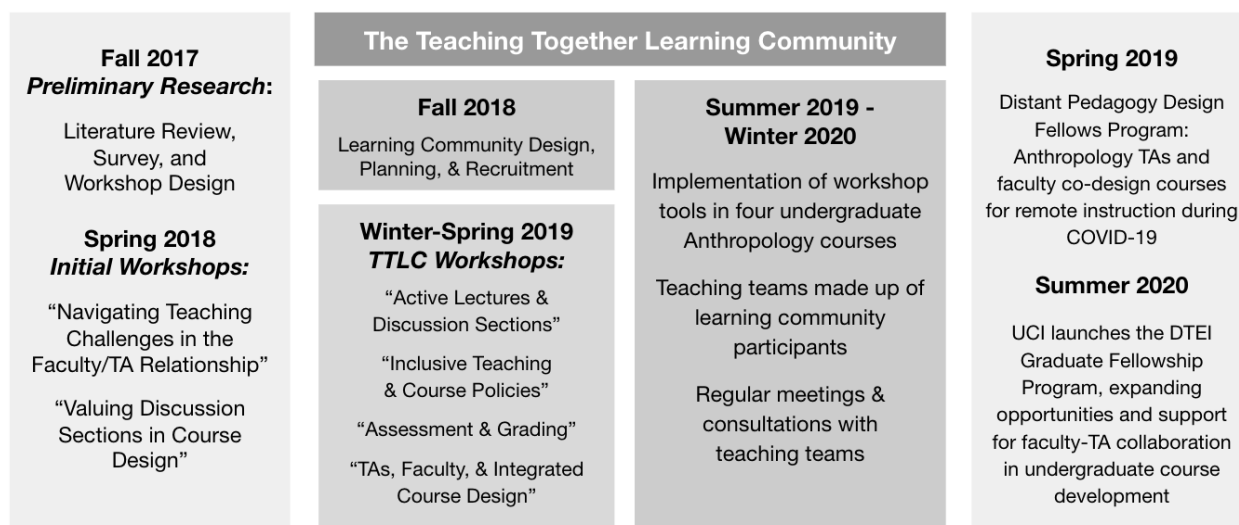 Fall 2017
Preliminary Research:
Literature Review,
Survey, and
Workshop Design
Spring 2018
Initial Workshops:
“Navigating Teaching
Challenges in the
Faculty/TA Relationship”
“Valuing Discussion
Sections in Course
Design”
The Teaching Together Learning Community
Fall 2018
Learning Community Design,
Planning, & Recruitment
Winter-Spring 2019
TTLC Workshops:
“Active Lectures &
Discussion Sections”
“Inclusive Teaching
& Course Policies”
“Assessment & Grading”
“TAs, Faculty, & Integrated
Course Design”
Summer 2019 -
Winter 2020
Implementation of workshop
tools in four undergraduate
Anthropology courses
Teaching teams made up of
learning community
participants
Regular meetings &
consultations with
teaching teams
Spring 2019
Distant Pedagogy Design
Fellows Program:
Anthropology TAs and
faculty co-design courses
for remote instruction during
COVID-19
Summer 2020
UCI launches the DTEI
Graduate Fellowship
Program, expanding
opportunities and support
for faculty-TA collaboration
in undergraduate course
development